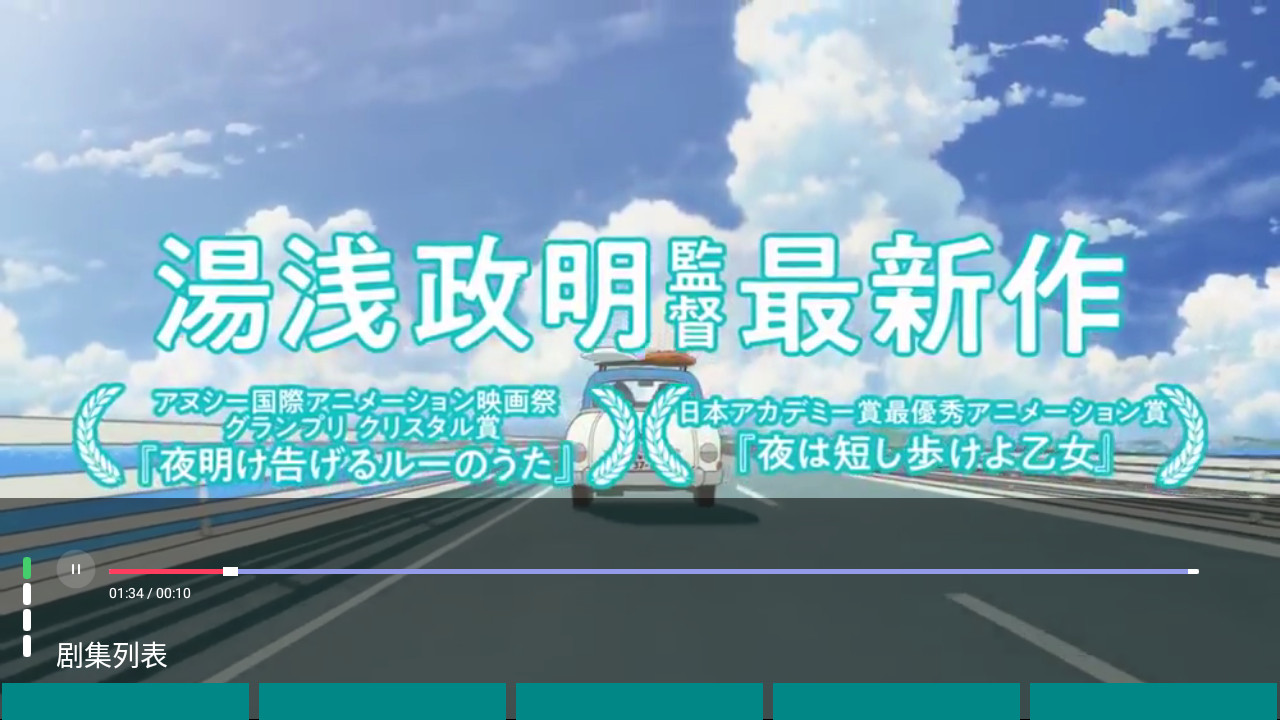 湯浅政明監督最新作
アヌシー国際アニメーション映画祭
グランプリ クリスタル賞
『夜明け告げるルーのうた』
日本アカデミー賞最優秀アニメーション賞
『夜は短し歩けよ乙女』
01:34 / 00:10
剧集列表